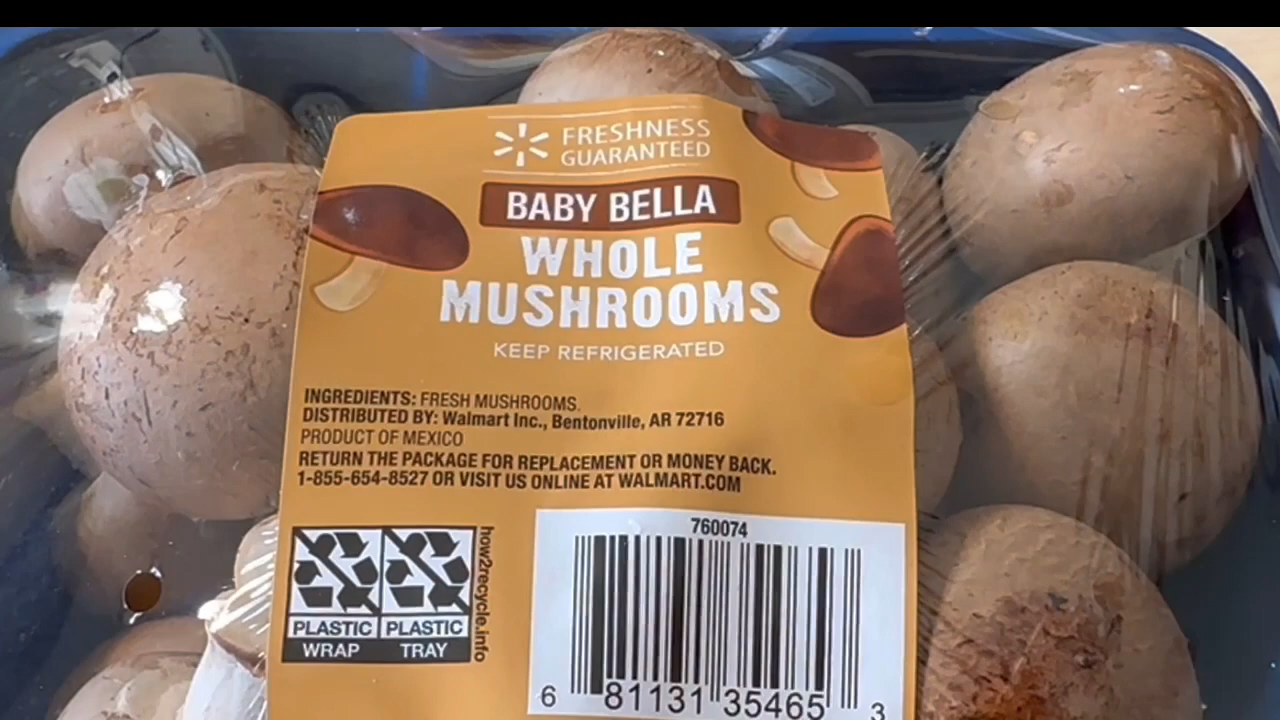 FRESHNESS
GUARANTEED
BABY BELLA
WHOLE
MUSHROOMS
KEEP REFRIGERATED
INGREDIENTS: FRESH MUSHROOMS.
DISTRIBUTED BY: Walmart Inc., Bentonville, AR 72716
PRODUCT OF MEXICO
RETURN THE PACKAGE FOR REPLACEMENT OR MONEY BACK.
1-855-654-8527 OR VISIT US ONLINE AT WALMART.COM
PLASTIC PLASTIC
WRAP TRAY
how2recycle.info
760074
6 81131 35465 3